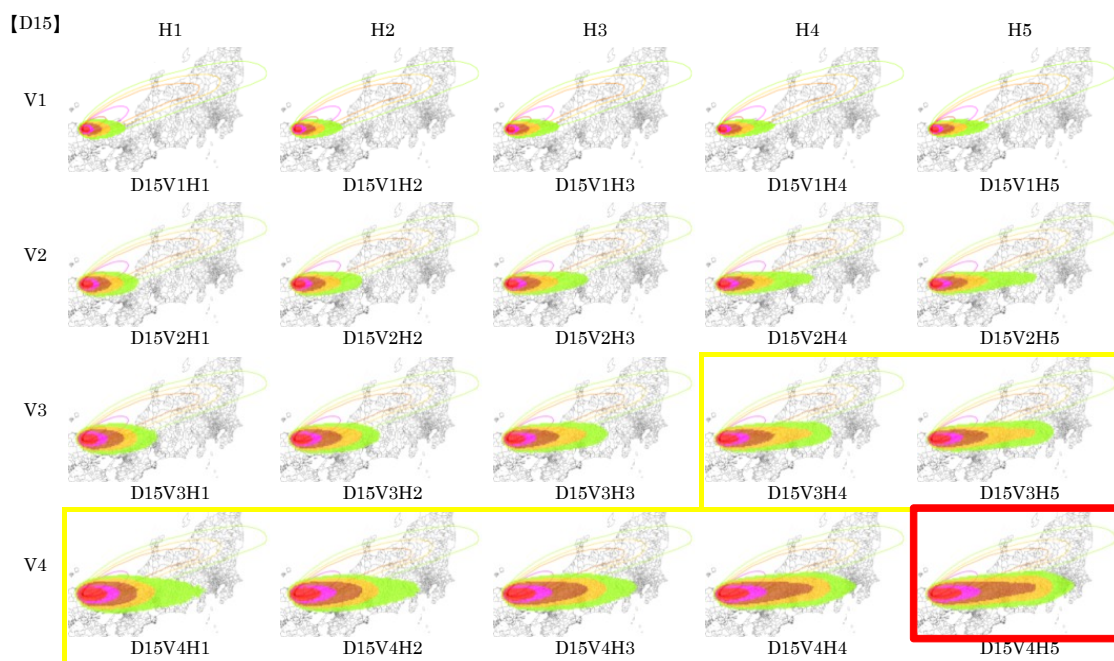 【D15】
H1 H2 H3 H4 H5
V1
D15V1H1 D15V1H2 D15V1H3 D15V1H4 D15V1H5
V2
D15V2H1 D15V2H2 D15V2H3 D15V2H4 D15V2H5
V3
D15V3H1 D15V3H2 D15V3H3 D15V3H4 D15V3H5
V4
D15V4H1 D15V4H2 D15V4H3 D15V4H4 D15V4H5